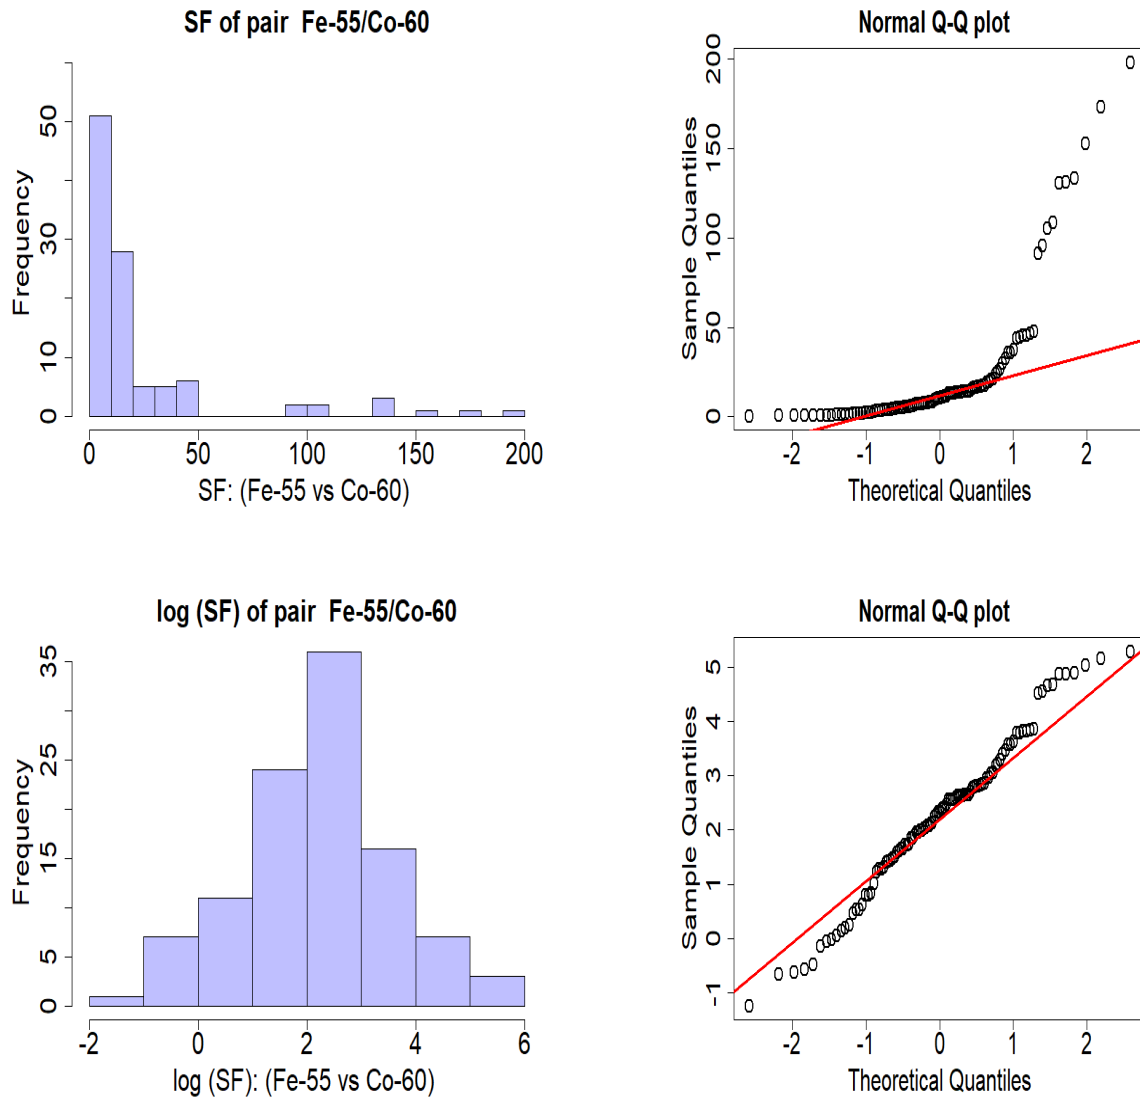 SF of pair  Fe-55/Co-60
Frequency
50
30
10
0
0 50 100 150 200
SF: (Fe-55 vs Co-60)
Normal Q-Q plot
Sample Quantiles
200
150
100
50
0
-2 -1 0 1 2
Theoretical Quantiles
log (SF) of pair  Fe-55/Co-60
Frequency
35
25
15
5
0
-2 0 2 4 6
log (SF): (Fe-55 vs Co-60)
Normal Q-Q plot
Sample Quantiles
5
4
3
2
1
0
-1
-2 -1 0 1 2
Theoretical Quantiles